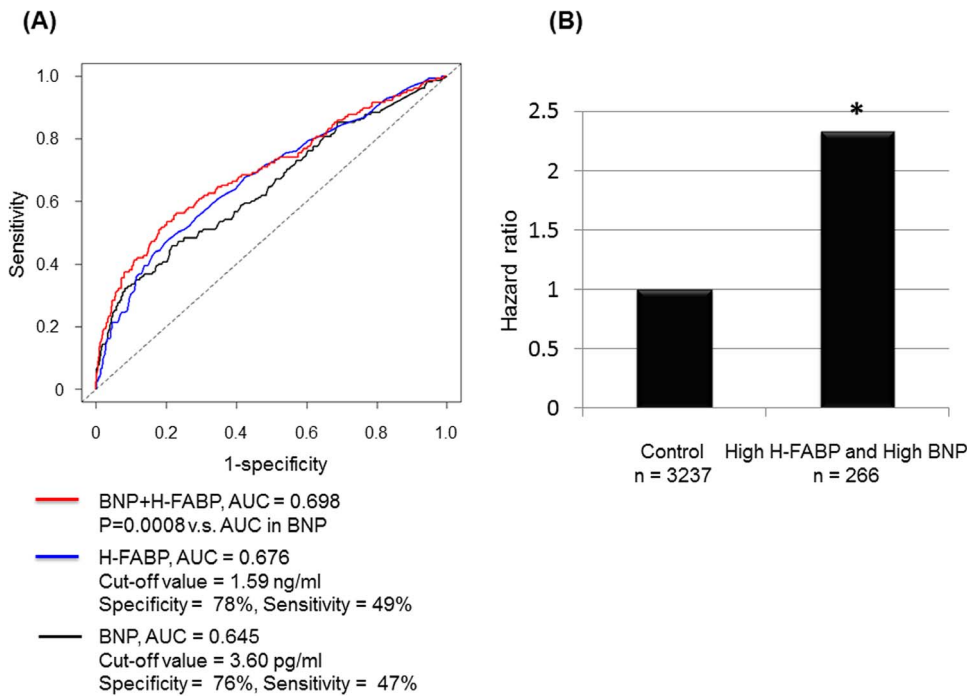 (A)
(B)
1.0
0.8
0.6
0.4
0.2
0
Sensitivity
0 0.2 0.4 0.6 0.8 1.0
1-specificity
BNP+H-FABP, AUC = 0.698
P=0.0008 v.s. AUC in BNP
H-FABP, AUC = 0.676
Cut-off value = 1.59 ng/ml
Specificity = 78%, Sensitivity = 49%
BNP, AUC = 0.645
Cut-off value = 3.60 pg/ml
Specificity = 76%, Sensitivity = 47%
2.5
2
1.5
1
0.5
0
Hazard ratio
*
Control High H-FABP and High BNP
n = 3237 n = 266